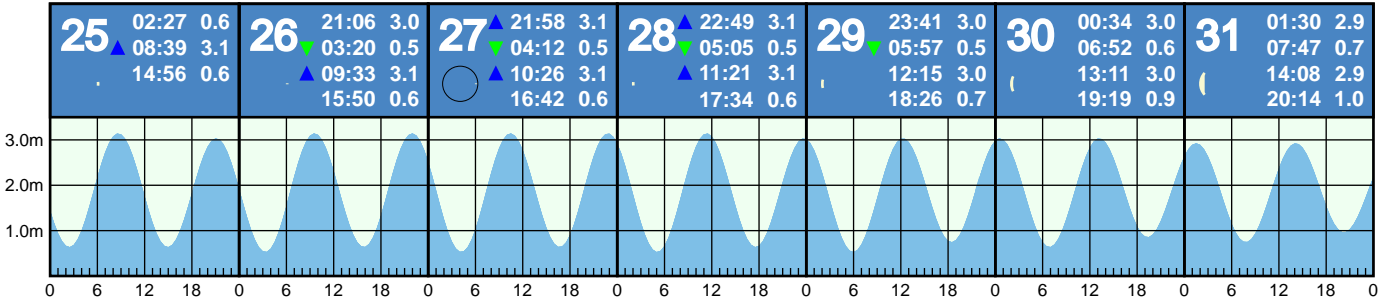 25
02:27 0.6
▲ 08:39 3.1
14:56 0.6
26
21:06 3.0
▼ 03:20 0.5
▲ 09:33 3.1
15:50 0.6
27
▲ 21:58 3.1
▼ 04:12 0.5
▲ 10:26 3.1
16:42 0.6
28
▲ 22:49 3.1
▼ 05:05 0.5
▲ 11:21 3.1
17:34 0.6
29
23:41 3.0
▼ 05:57 0.5
12:15 3.0
18:26 0.7
30
00:34 3.0
06:52 0.6
13:11 3.0
19:19 0.9
31
01:30 2.9
07:47 0.7
14:08 2.9
20:14 1.0
3.0m
2.0m
1.0m
0 6 12 18 0 6 12 18 0 6 12 18 0 6 12 18 0 6 12 18 0 6 12 18 0 6 12 18 0